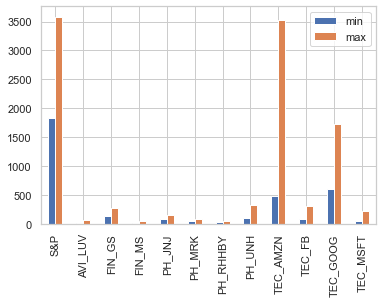 min
max
3500
3000
2500
2000
1500
1000
500
0
S&P
AVI_LUV
FIN_GS
FIN_MS
PH_JNJ
PH_MRK
PH_RHHBY
PH_UNH
TEC_AMZN
TEC_FB
TEC_GOOG
TEC_MSFT